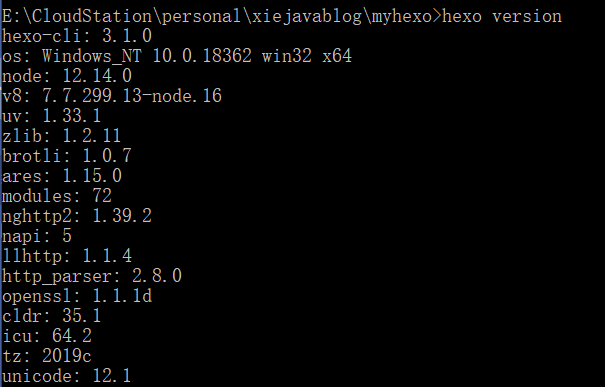 E:\CloudStation\personal\xiejavablog\myhexo>hexo version
hexo-cli: 3.1.0
os: Windows_NT 10.0.18362 win32 x64
node: 12.14.0
v8: 7.7.299.13-node.16
uv: 1.33.1
zlib: 1.2.11
brotli: 1.0.7
ares: 1.15.0
modules: 72
nghttp2: 1.39.2
napi: 5
llhttp: 1.1.4
http_parser: 2.8.0
openssl: 1.1.1d
cldr: 35.1
icu: 64.2
tz: 2019c
unicode: 12.1